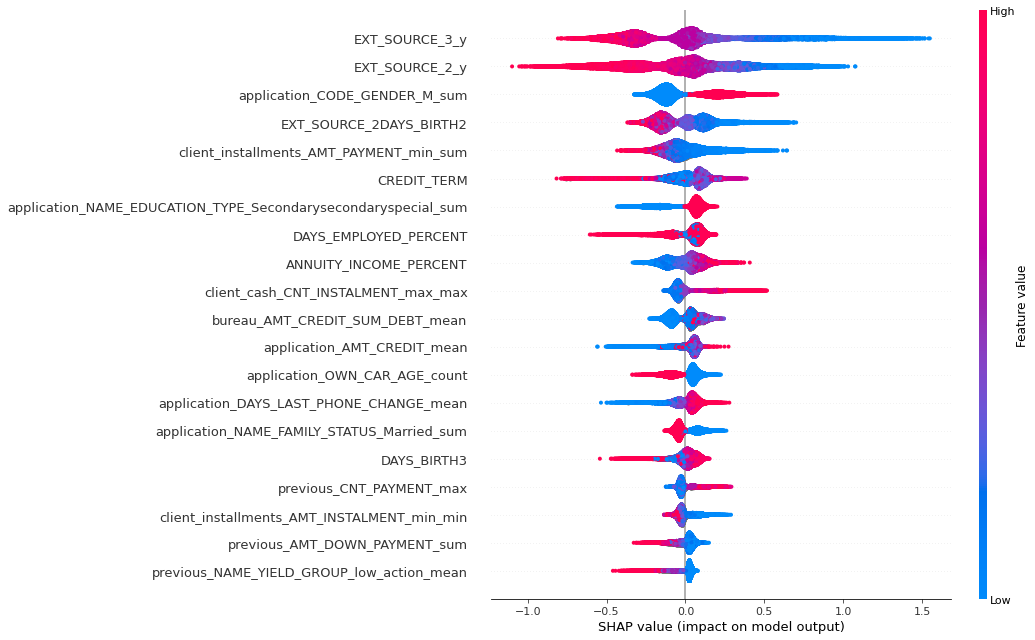 High
EXT_SOURCE_3_y
EXT_SOURCE_2_y
application_CODE_GENDER_M_sum
EXT_SOURCE_2DAYS_BIRTH2
client_installments_AMT_PAYMENT_min_sum
CREDIT_TERM
application_NAME_EDUCATION_TYPE_Secondarysecondaryspecial_sum
DAYS_EMPLOYED_PERCENT
ANNUITY_INCOME_PERCENT
client_cash_CNT_INSTALMENT_max_max
bureau_AMT_CREDIT_SUM_DEBT_mean
application_AMT_CREDIT_mean
application_OWN_CAR_AGE_count
application_DAYS_LAST_PHONE_CHANGE_mean
application_NAME_FAMILY_STATUS_Married_sum
DAYS_BIRTH3
previous_CNT_PAYMENT_max
client_installments_AMT_INSTALMENT_min_min
previous_AMT_DOWN_PAYMENT_sum
previous_NAME_YIELD_GROUP_low_action_mean
Feature value
Low
−1.0 −0.5 0.0 0.5 1.0 1.5
SHAP value (impact on model output)